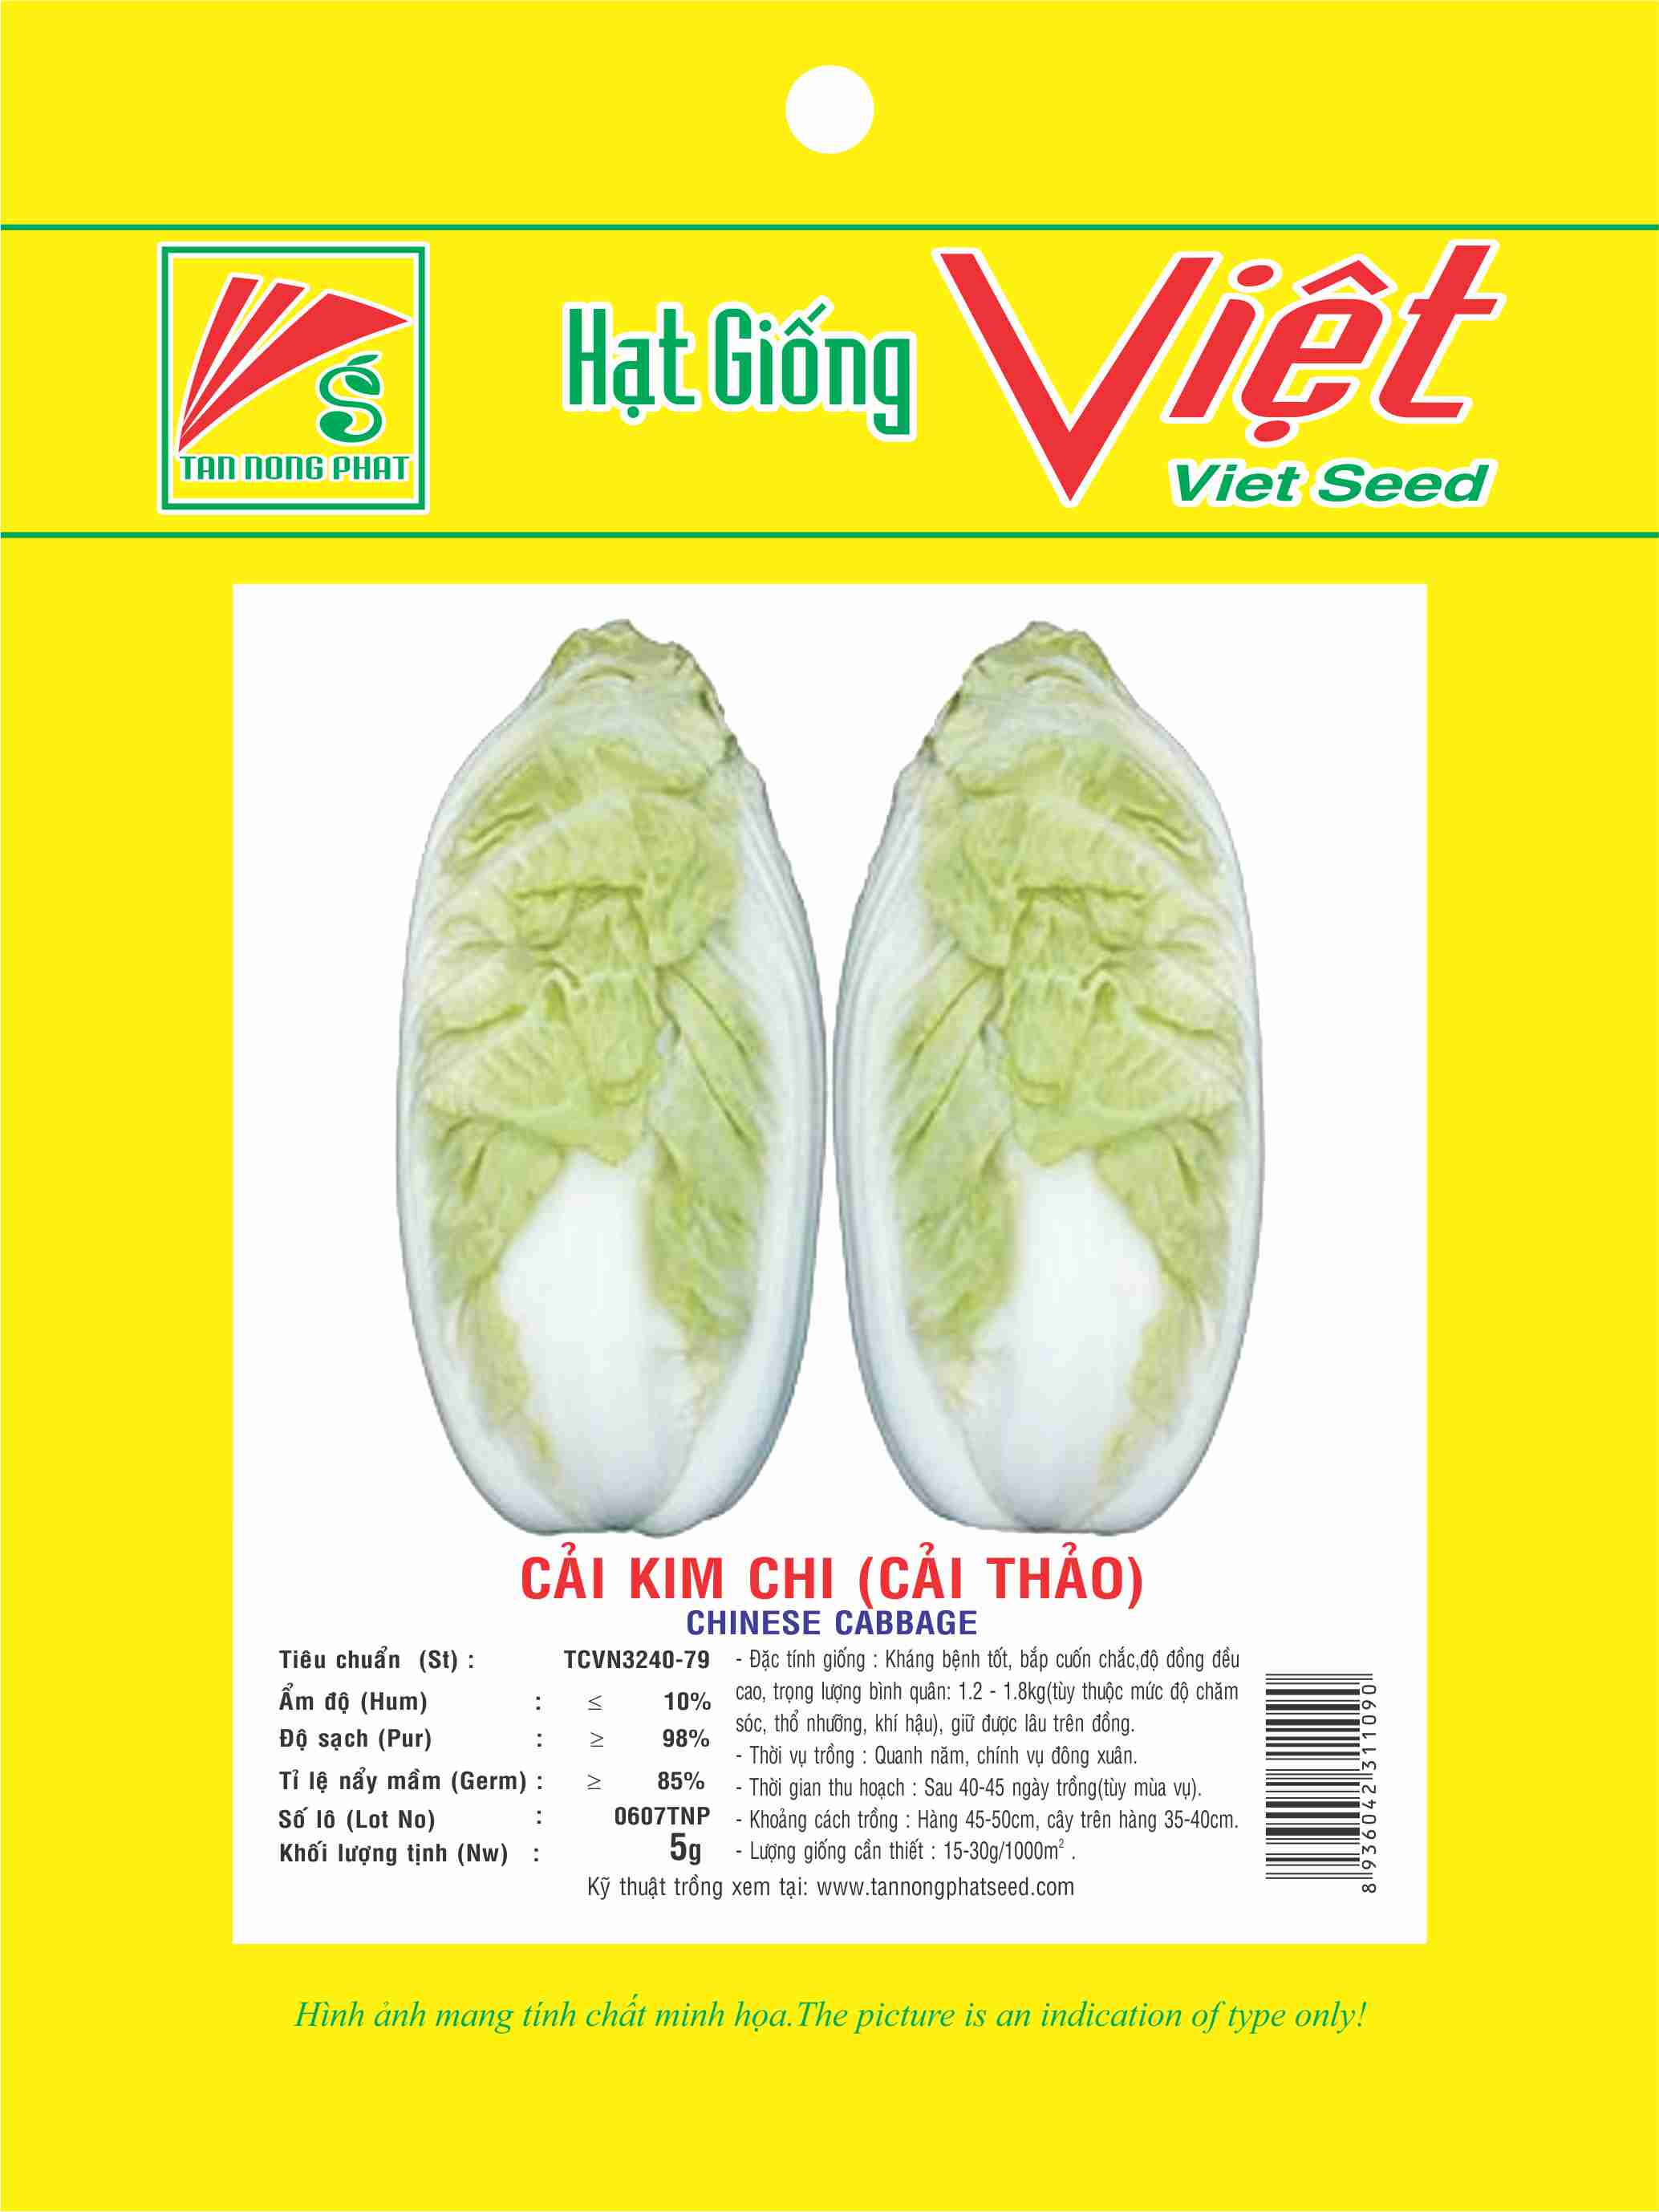 TAN NONG PHAT
Hạt Giống Việt
Viet Seed
CẢI KIM CHI (CẢI THẢO)
CHINESE CABBAGE
Tiêu chuẩn (St) : TCVN3240-79
Ẩm độ (Hum) : ≤ 10%
Độ sạch (Pur) : ≥ 98%
Tỉ lệ nẩy mầm (Germ) : ≥ 85%
Số lô (Lot No) : 0607TNP
Khối lượng tịnh (Nw) : 5g
- Đặc tính giống : Kháng bệnh tốt, bắp cuốn chắc,độ đồng đều
cao, trọng lượng bình quân: 1.2 - 1.8kg(tùy thuộc mức độ chăm
sóc, thổ nhưỡng, khí hậu), giữ được lâu trên đồng.
- Thời vụ trồng : Quanh năm, chính vụ đông xuân.
- Thời gian thu hoạch : Sau 40-45 ngày trồng(tùy mùa vụ).
- Khoảng cách trồng : Hàng 45-50cm, cây trên hàng 35-40cm.
- Lượng giống cần thiết : 15-30g/1000m² .
Kỹ thuật trồng xem tại: www.tannongphatseed.com
8 936042 311090
Hình ảnh mang tính chất minh họa.The picture is an indication of type only!